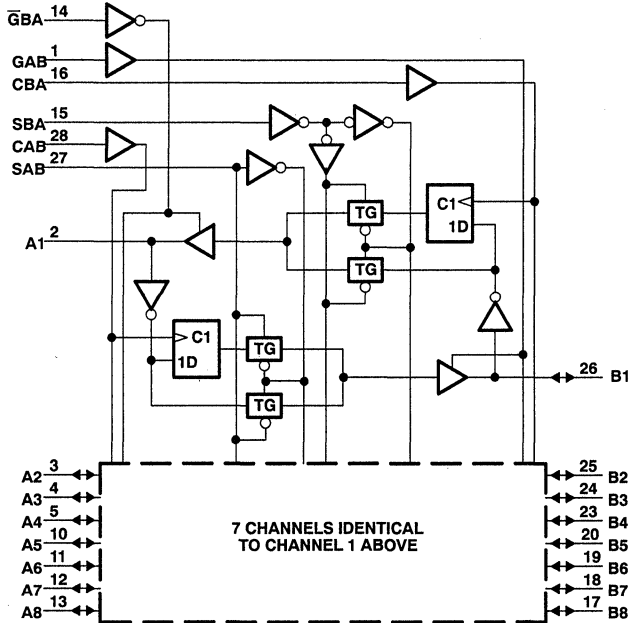 G̅BA 14
GAB 1
CBA 16
SBA 15
CAB 28
SAB 27
TG
C1
1D
A1 2
TG
C1
1D
TG
TG
26 B1
A2 3
A3 4
A4 5
A5 10
A6 11
A7 12
A8 13
7 CHANNELS IDENTICAL
TO CHANNEL 1 ABOVE
25 B2
24 B3
23 B4
20 B5
19 B6
18 B7
17 B8